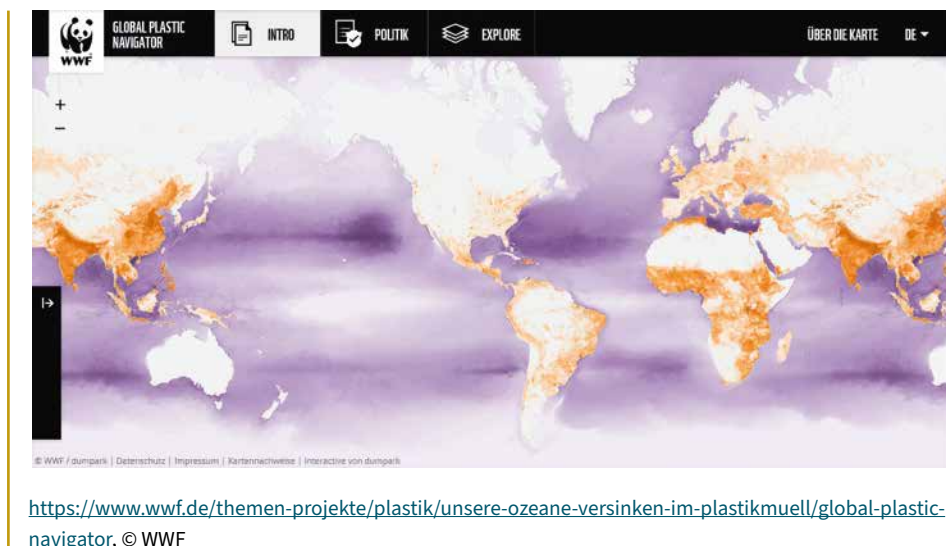 WWF
GLOBAL PLASTIC
NAVIGATOR
INTRO
POLITIK
EXPLORE
ÜBER DIE KARTE
DE
+
−
© WWF / dumpark | Datenschutz | Impressum | Kartennachweise | Interactive von dumpark
https://www.wwf.de/themen-projekte/plastik/unsere-ozeane-versinken-im-plastikmuell/global-plastic-
navigator, © WWF